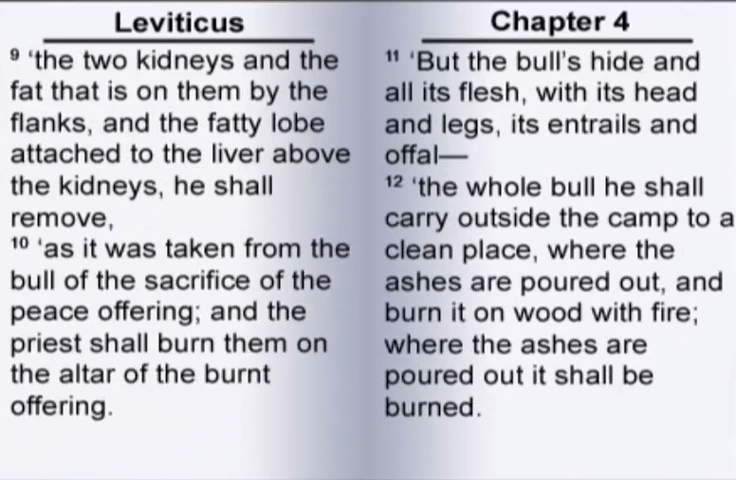 Leviticus
⁹ ‘the two kidneys and the
fat that is on them by the
flanks, and the fatty lobe
attached to the liver above
the kidneys, he shall
remove,
¹⁰ ‘as it was taken from the
bull of the sacrifice of the
peace offering; and the
priest shall burn them on
the altar of the burnt
offering.
Chapter 4
¹¹ ‘But the bull’s hide and
all its flesh, with its head
and legs, its entrails and
offal—
¹² ‘the whole bull he shall
carry outside the camp to a
clean place, where the
ashes are poured out, and
burn it on wood with fire;
where the ashes are
poured out it shall be
burned.